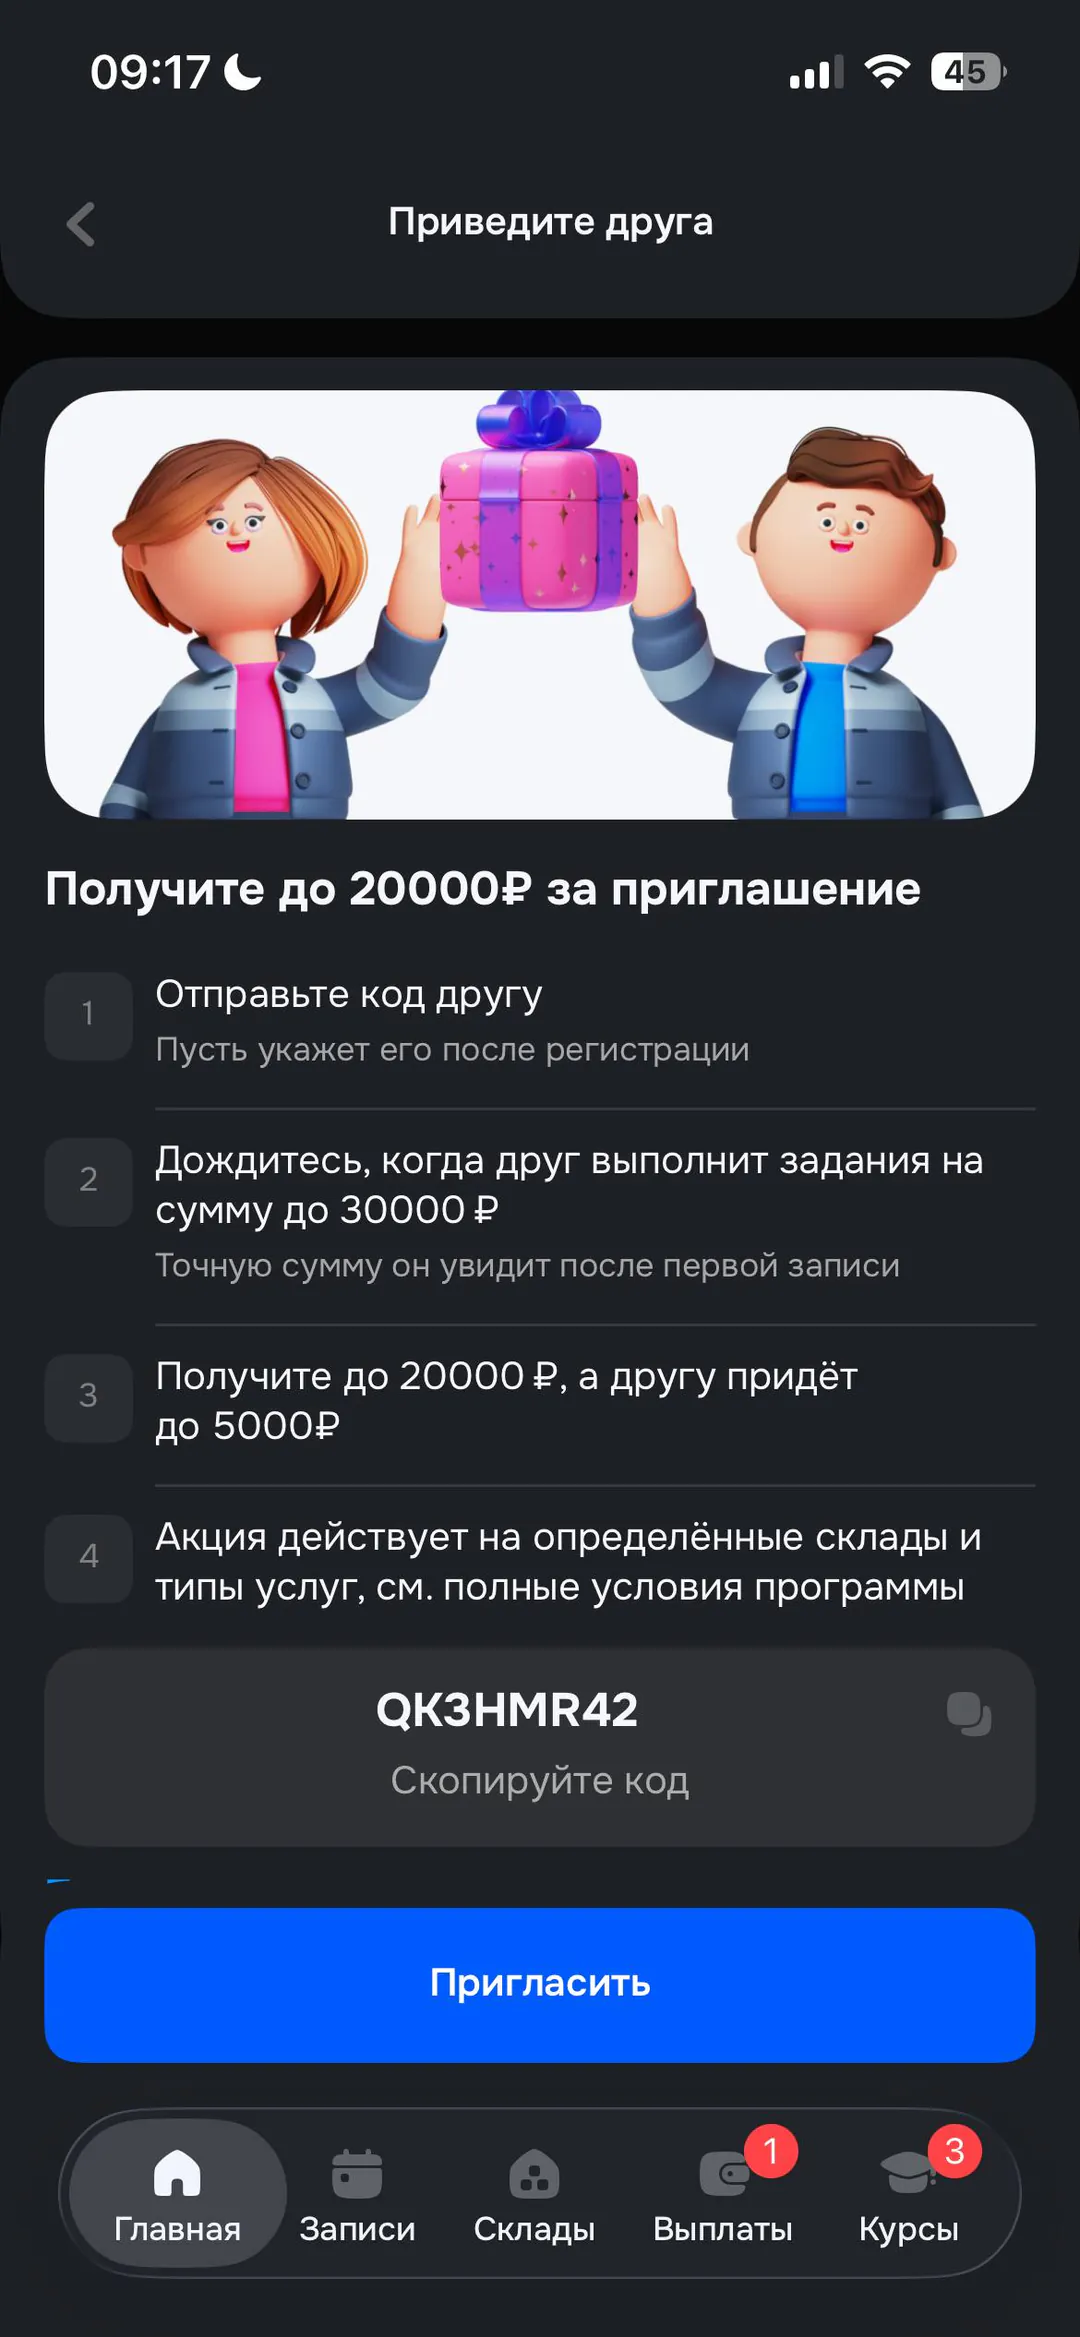 09:17
45
Приведите друга
Получите до 20000₽ за приглашение
1
Отправьте код другу
Пусть укажет его после регистрации
2
Дождитесь, когда друг выполнит задания на
сумму до 30000 ₽
Точную сумму он увидит после первой записи
3
Получите до 20000 ₽, а другу придёт
до 5000₽
4
Акция действует на определённые склады и
типы услуг, см. полные условия программы
QK3HMR42
Скопируйте код
Пригласить
1
3
Главная
Записи
Склады
Выплаты
Курсы